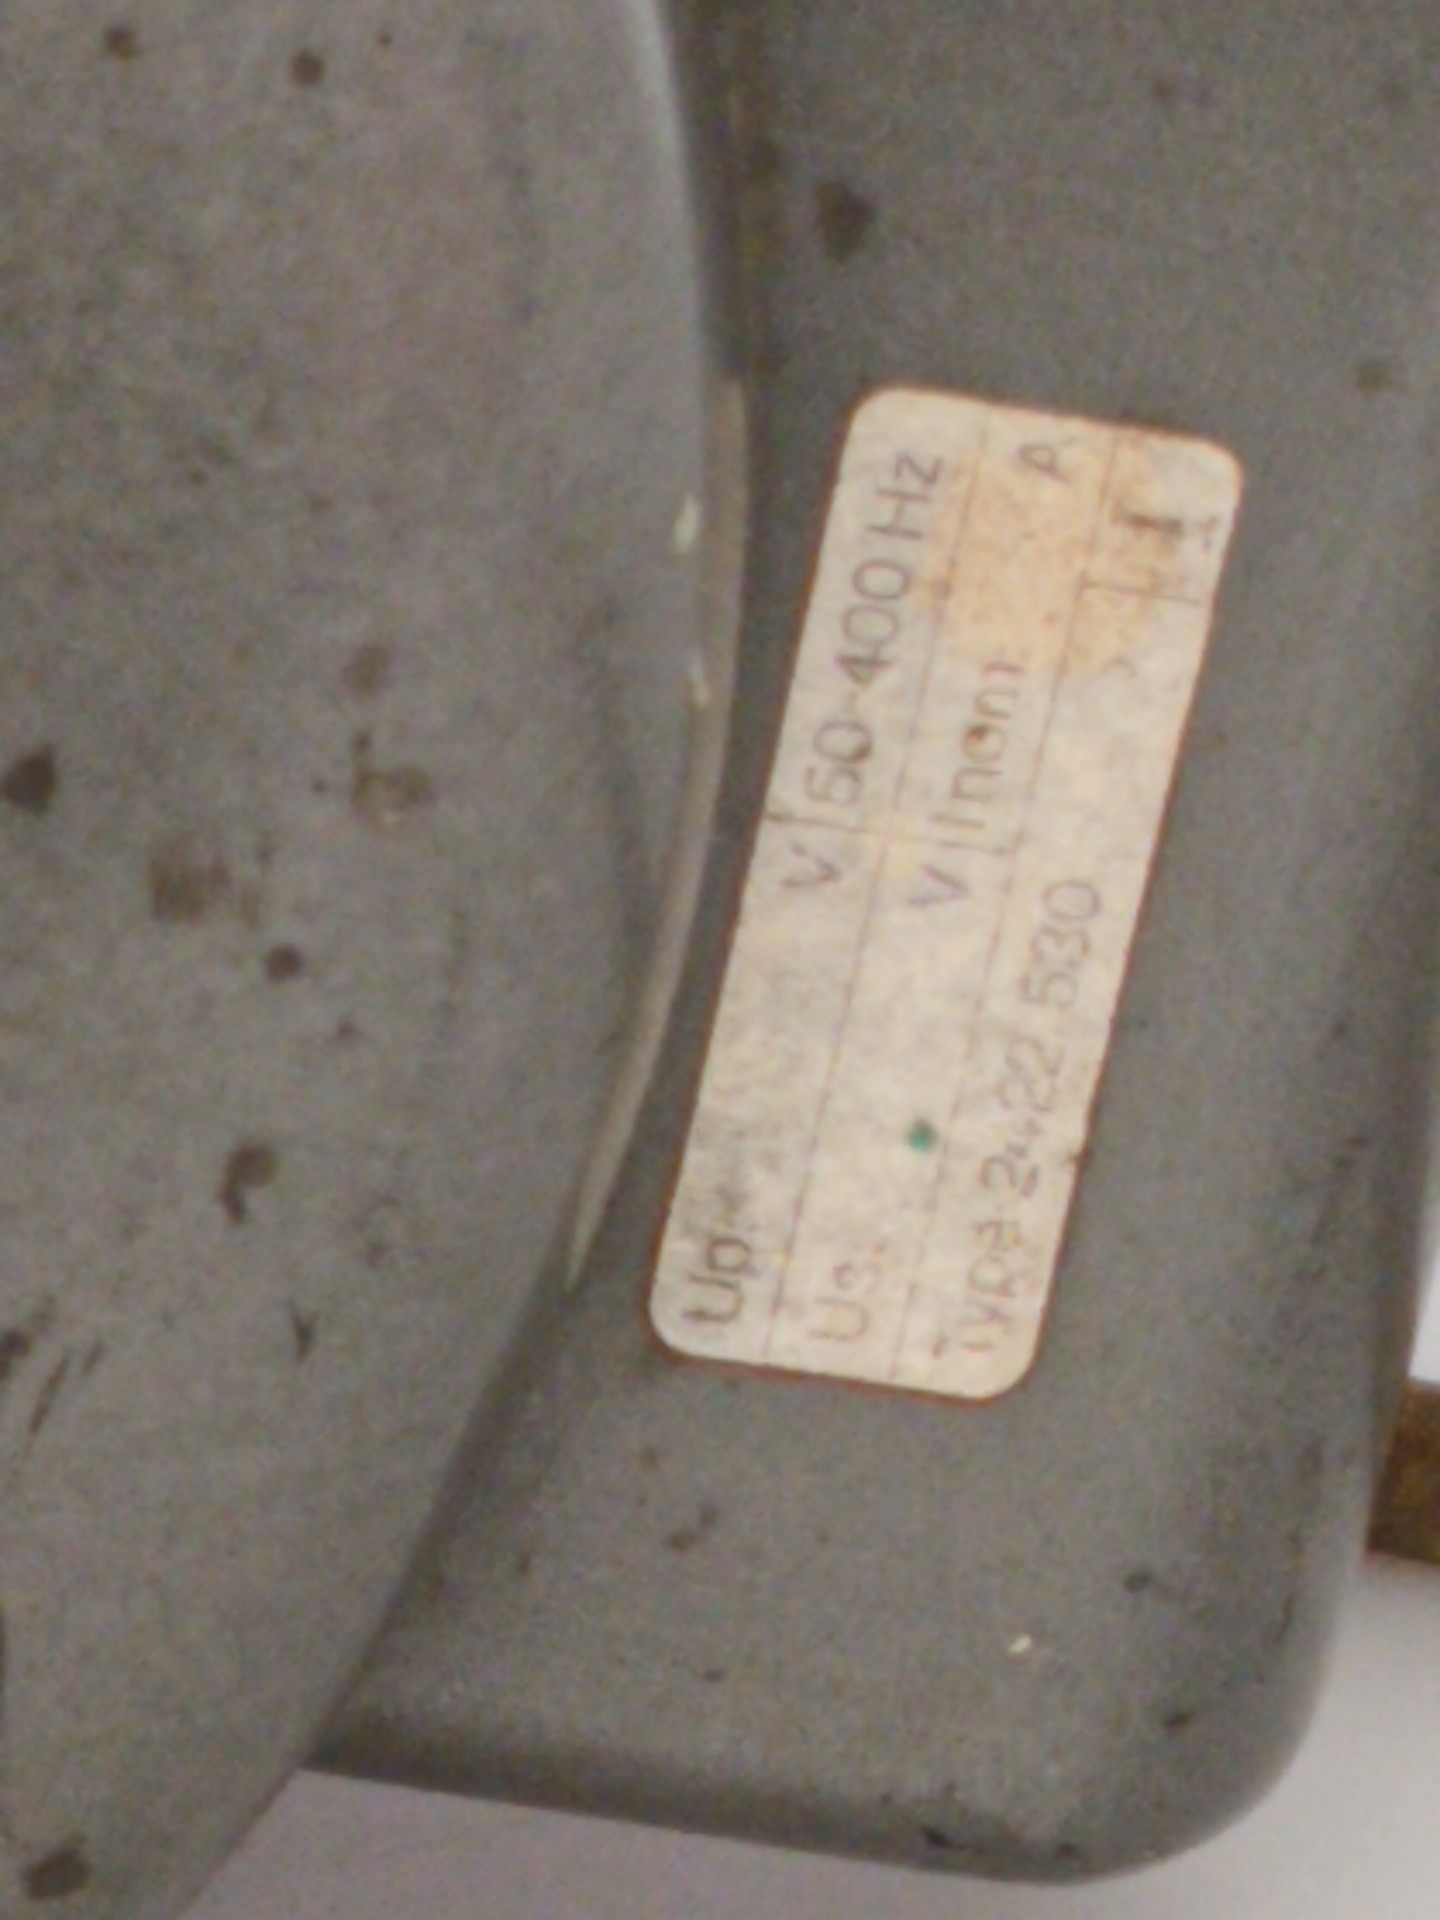 Up. V 50-400 Hz
Us. V Inom A
Type 2422 530